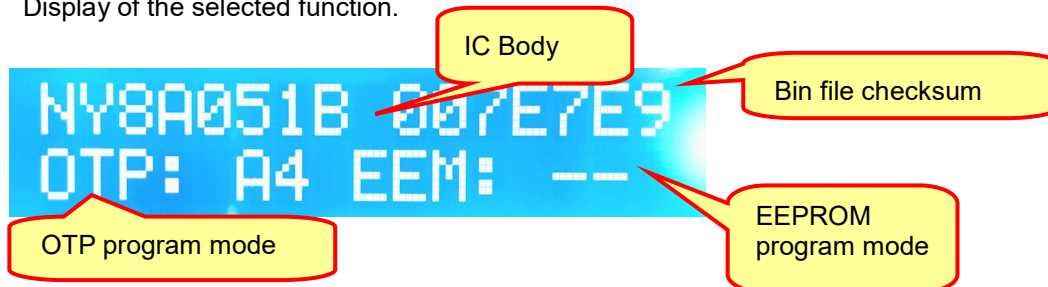 Display of the selected function.
IC Body
Bin file checksum
NY8A051B 007E7E9
OTP: A4 EEM: --
OTP program mode
EEPROM
program mode